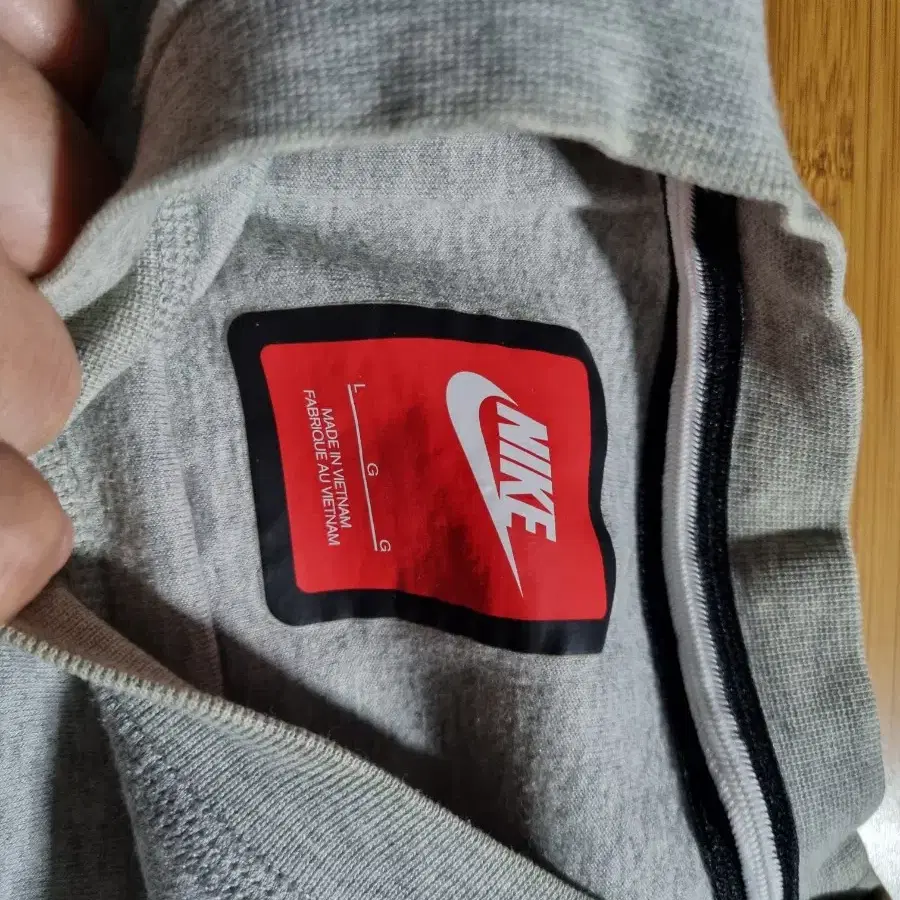 NIKE
L G G
MADE IN VIETNAM
FABRIQUE AU VIETNAM